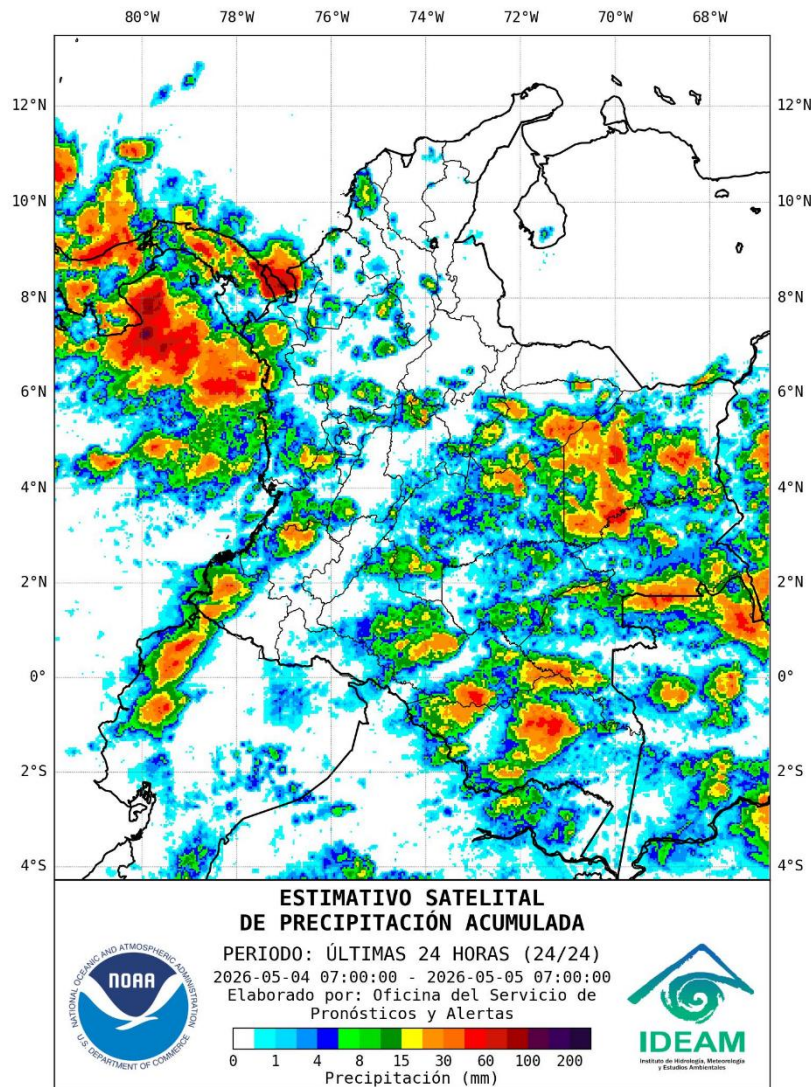 80°W 78°W 76°W 74°W 72°W 70°W 68°W
12°N 12°N
10°N 10°N
8°N 8°N
6°N 6°N
4°N 4°N
2°N 2°N
0° 0°
2°S 2°S
4°S 4°S
ESTIMATIVO SATELITAL
DE PRECIPITACIÓN ACUMULADA
PERIODO: ÚLTIMAS 24 HORAS (24/24)
2026-05-04 07:00:00 - 2026-05-05 07:00:00
Elaborado por: Oficina del Servicio de
Pronósticos y Alertas
0 1 4 8 15 30 60 100 200
Precipitación (mm)
NATIONAL OCEANIC AND ATMOSPHERIC ADMINISTRATION
NOAA
U.S. DEPARTMENT OF COMMERCE
IDEAM
Instituto de Hidrología, Meteorología
y Estudios Ambientales